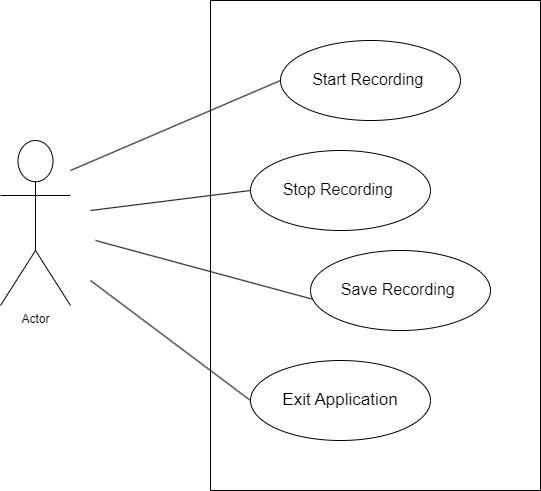 Start Recording
Stop Recording
Save Recording
Actor
Exit Application